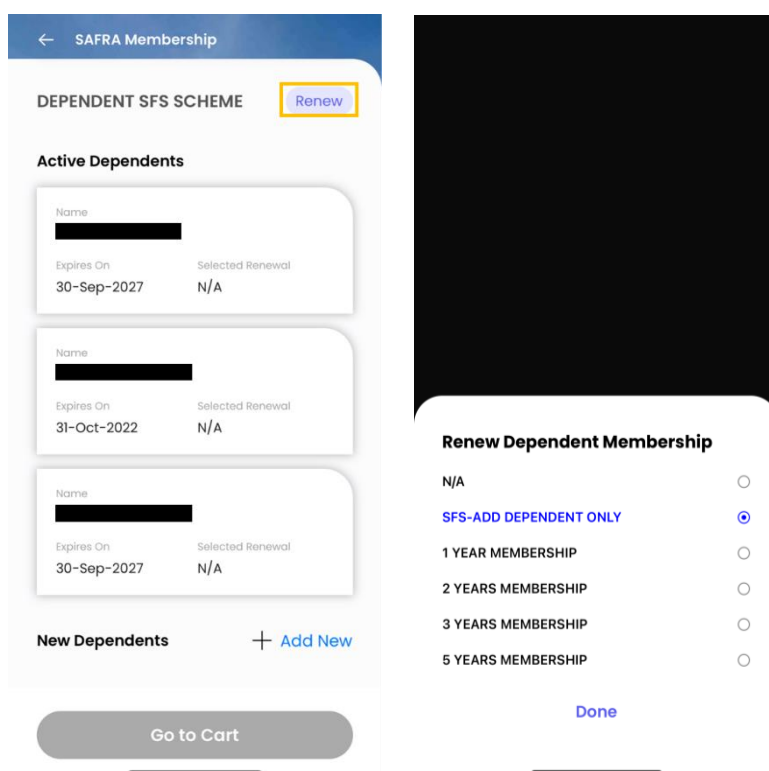 ← SAFRA Membership
DEPENDENT SFS SCHEME Renew
Active Dependents
Name
Expires On Selected Renewal
30-Sep-2027 N/A
Name
Expires On Selected Renewal
31-Oct-2022 N/A
Name
Expires On Selected Renewal
30-Sep-2027 N/A
New Dependents + Add New
Go to Cart
Renew Dependent Membership
N/A
SFS-ADD DEPENDENT ONLY
1 YEAR MEMBERSHIP
2 YEARS MEMBERSHIP
3 YEARS MEMBERSHIP
5 YEARS MEMBERSHIP
Done